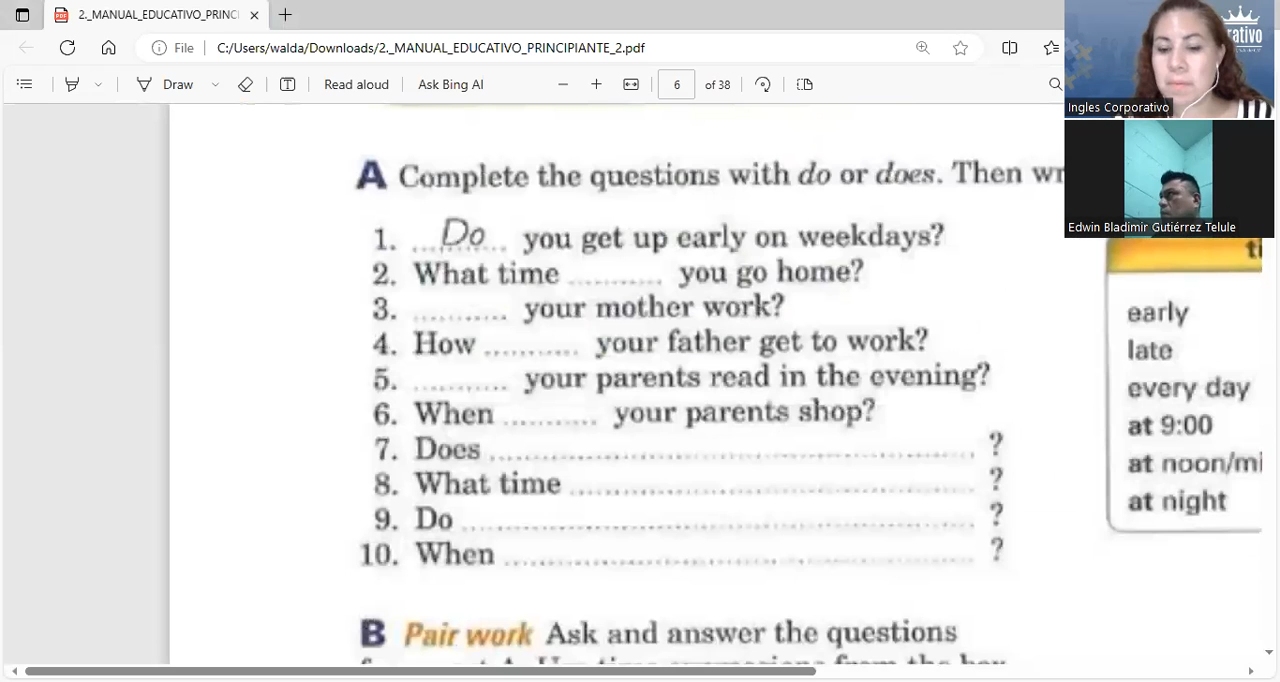 2._MANUAL_EDUCATIVO_PRINCI
File C:/Users/walda/Downloads/2._MANUAL_EDUCATIVO_PRINCIPIANTE_2.pdf
Draw Read aloud Ask Bing AI 6 of 38
Ingles Corporativo
Edwin Bladimir Gutiérrez Telule
A Complete the questions with do or does. Then wr
1. Do you get up early on weekdays?
2. What time .......... you go home?
3. .......... your mother work?
4. How .......... your father get to work?
5. .......... your parents read in the evening?
6. When .......... your parents shop?
7. Does .......... ?
8. What time .......... ?
9. Do .......... ?
10. When .......... ?
early
late
every day
at 9:00
at noon/mi
at night
B Pair work Ask and answer the questions